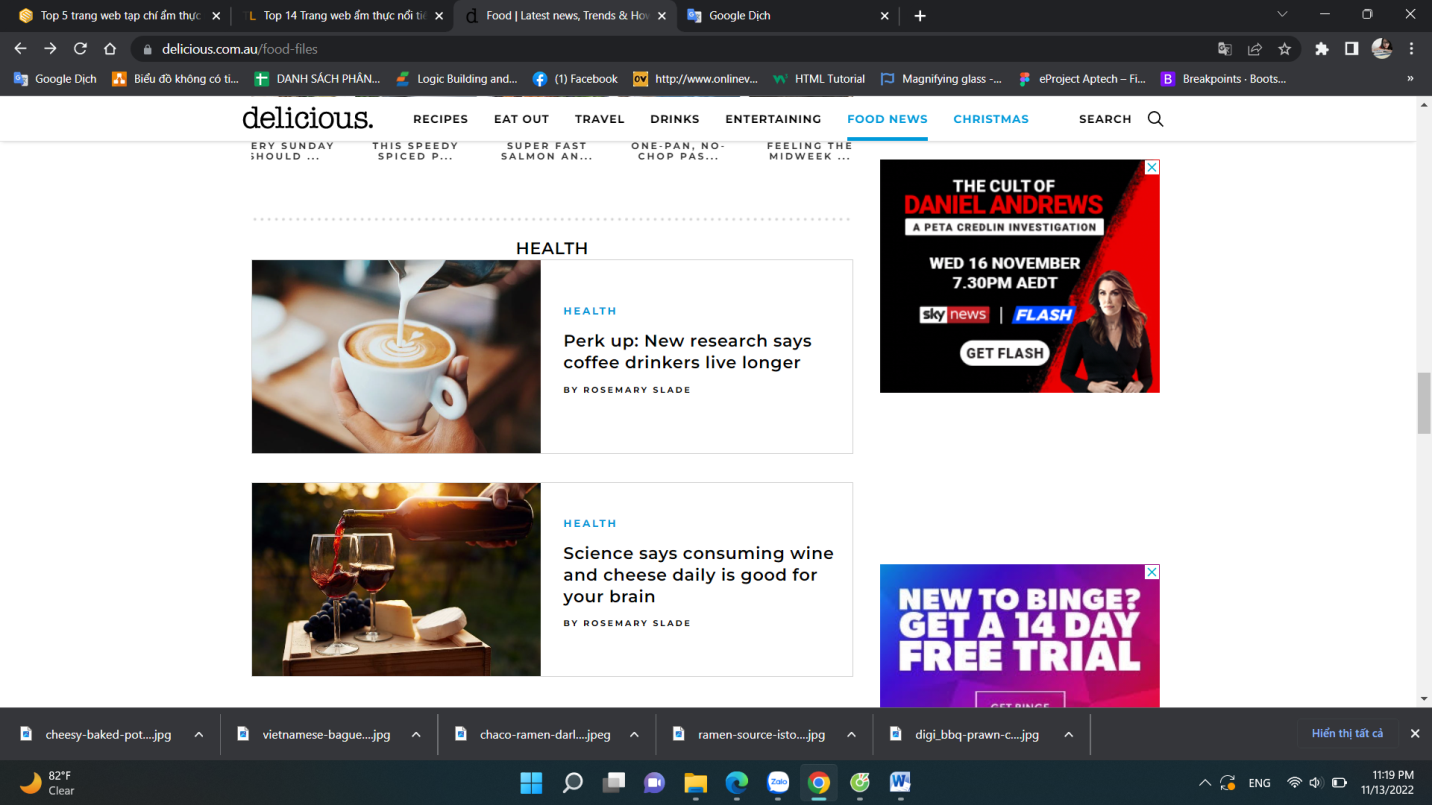 Top 5 trang web tạp chí ẩm thực
Top 14 Trang web ẩm thực nổi tiế
Food | Latest news, Trends & How
Google Dịch
delicious.com.au/food-files
Google Dịch
Biểu đồ không có ti...
DANH SÁCH PHÂN...
Logic Building and...
(1) Facebook
http://www.onlinev...
HTML Tutorial
Magnifying glass -...
eProject Aptech – Fi...
Breakpoints · Boots...
»
delicious.
RECIPES
EAT OUT
TRAVEL
DRINKS
ENTERTAINING
FOOD NEWS
CHRISTMAS
SEARCH
ERY SUNDAY
SHOULD ...
THIS SPEEDY
SPICED P...
SUPER FAST
SALMON AN...
ONE-PAN, NO-
CHOP PAS...
FEELING THE
MIDWEEK ...
HEALTH
HEALTH
Perk up: New research says
coffee drinkers live longer
BY ROSEMARY SLADE
HEALTH
Science says consuming wine
and cheese daily is good for
your brain
BY ROSEMARY SLADE
THE CULT OF
DANIEL ANDREWS
A PETA CREDLIN INVESTIGATION
WED 16 NOVEMBER
7.30PM AEDT
sky news | FLASH
GET FLASH
NEW TO BINGE?
GET A 14 DAY
FREE TRIAL
GET BINGE
cheesy-baked-pot....jpg
vietnamese-bague....jpg
chaco-ramen-darl....jpeg
ramen-source-isto....jpg
digi_bbq-prawn-c....jpg
Hiển thị tất cả
82°F
Clear
Zalo
ENG
11:19 PM
11/13/2022